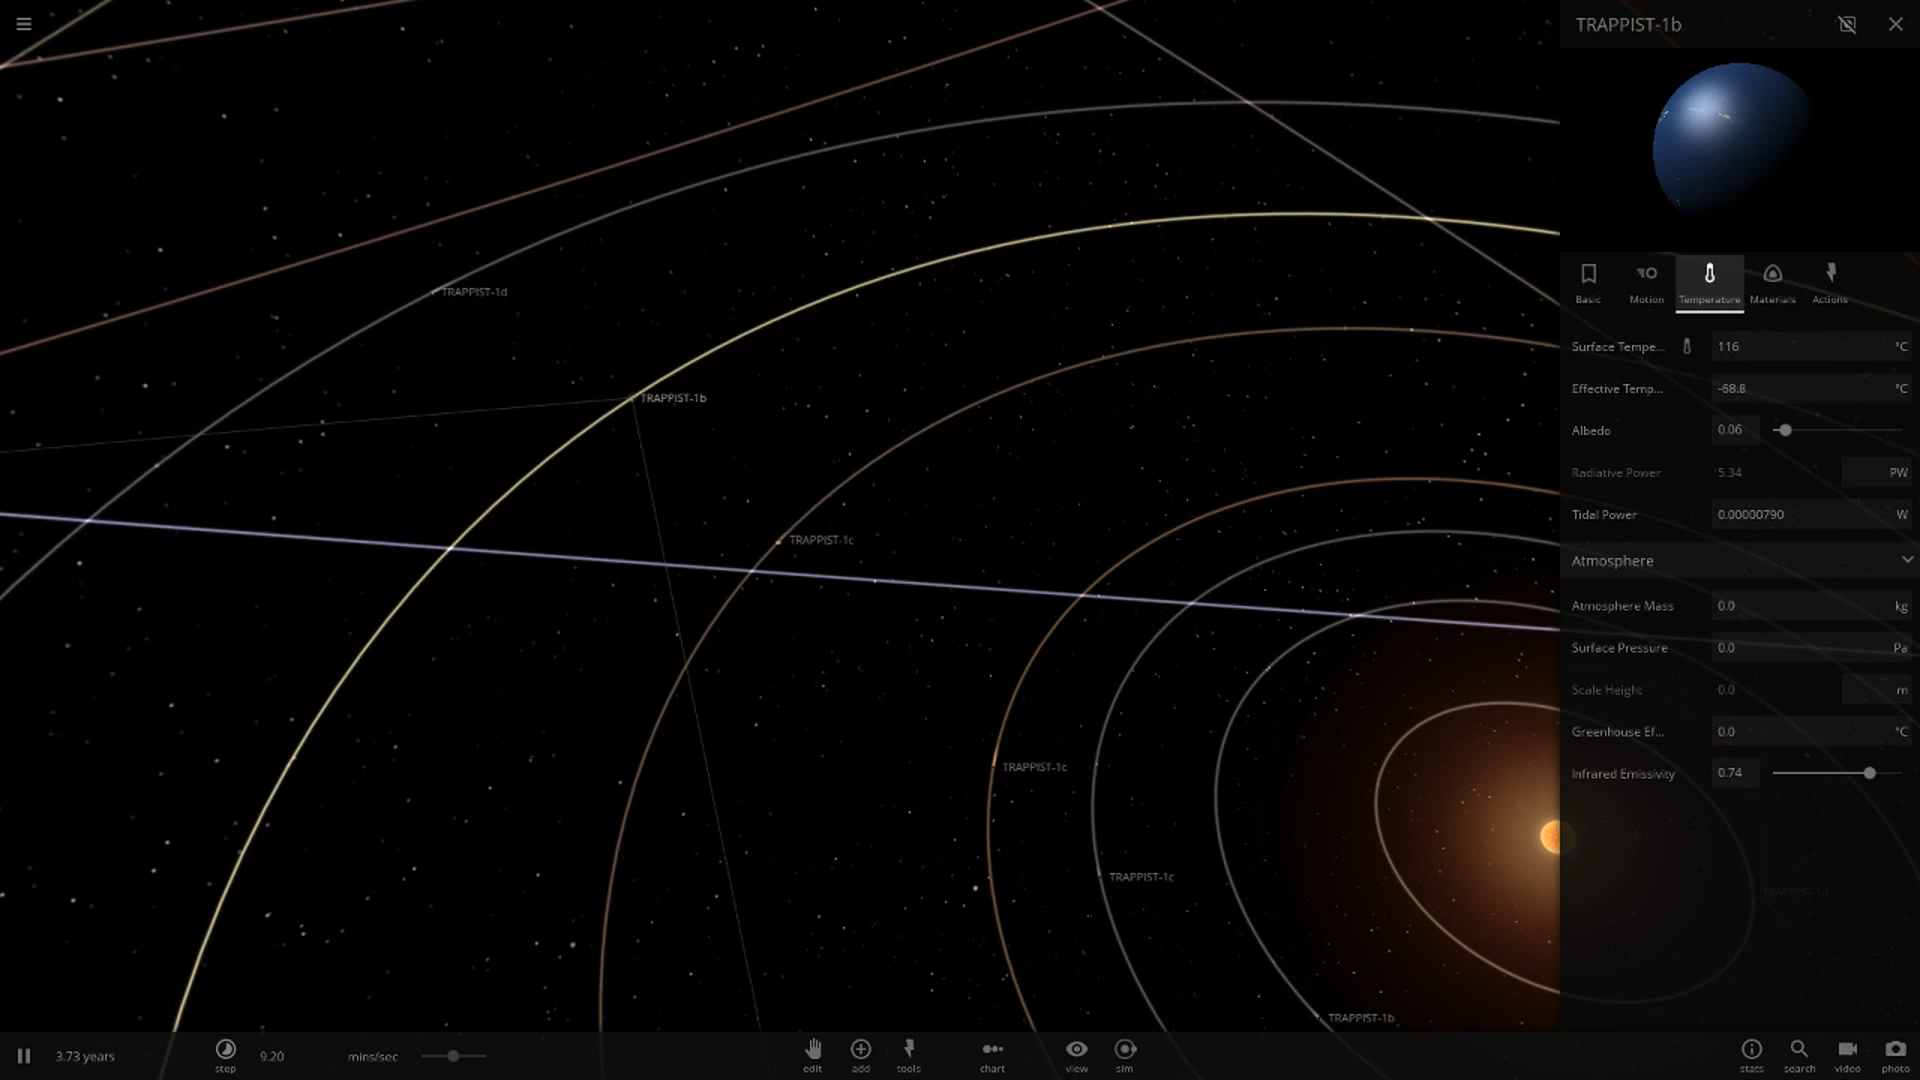 TRAPPIST-1b
Basic
Motion
Temperature
Materials
Actions
Surface Tempe... 116 °C
Effective Temp... -68.8 °C
Albedo 0.06
Radiative Power 5.34 PW
Tidal Power 0.00000790 W
Atmosphere
Atmosphere Mass 0.0 kg
Surface Pressure 0.0 Pa
Scale Height 0.0 m
Greenhouse Ef... 0.0 °C
Infrared Emissivity 0.74
TRAPPIST-1d
TRAPPIST-1b
TRAPPIST-1c
TRAPPIST-1c
TRAPPIST-1c
TRAPPIST-1d
TRAPPIST-1b
3.73 years
step
9.20 mins/sec
edit
add
tools
chart
view
sim
stats
search
video
photo